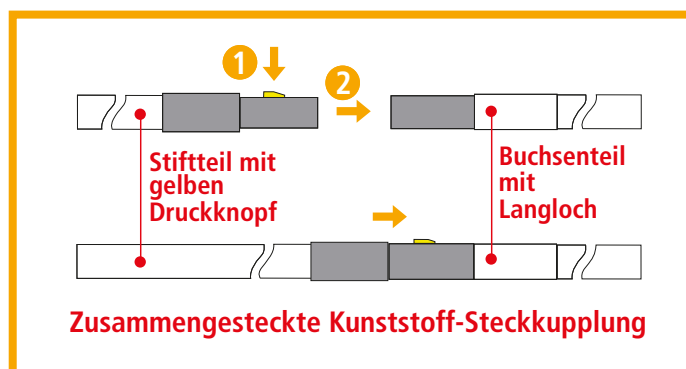 1
2
Stiftteil mit
gelben
Druckknopf
Buchsenteil
mit
Langloch
Zusammengesteckte Kunststoff-Steckkupplung